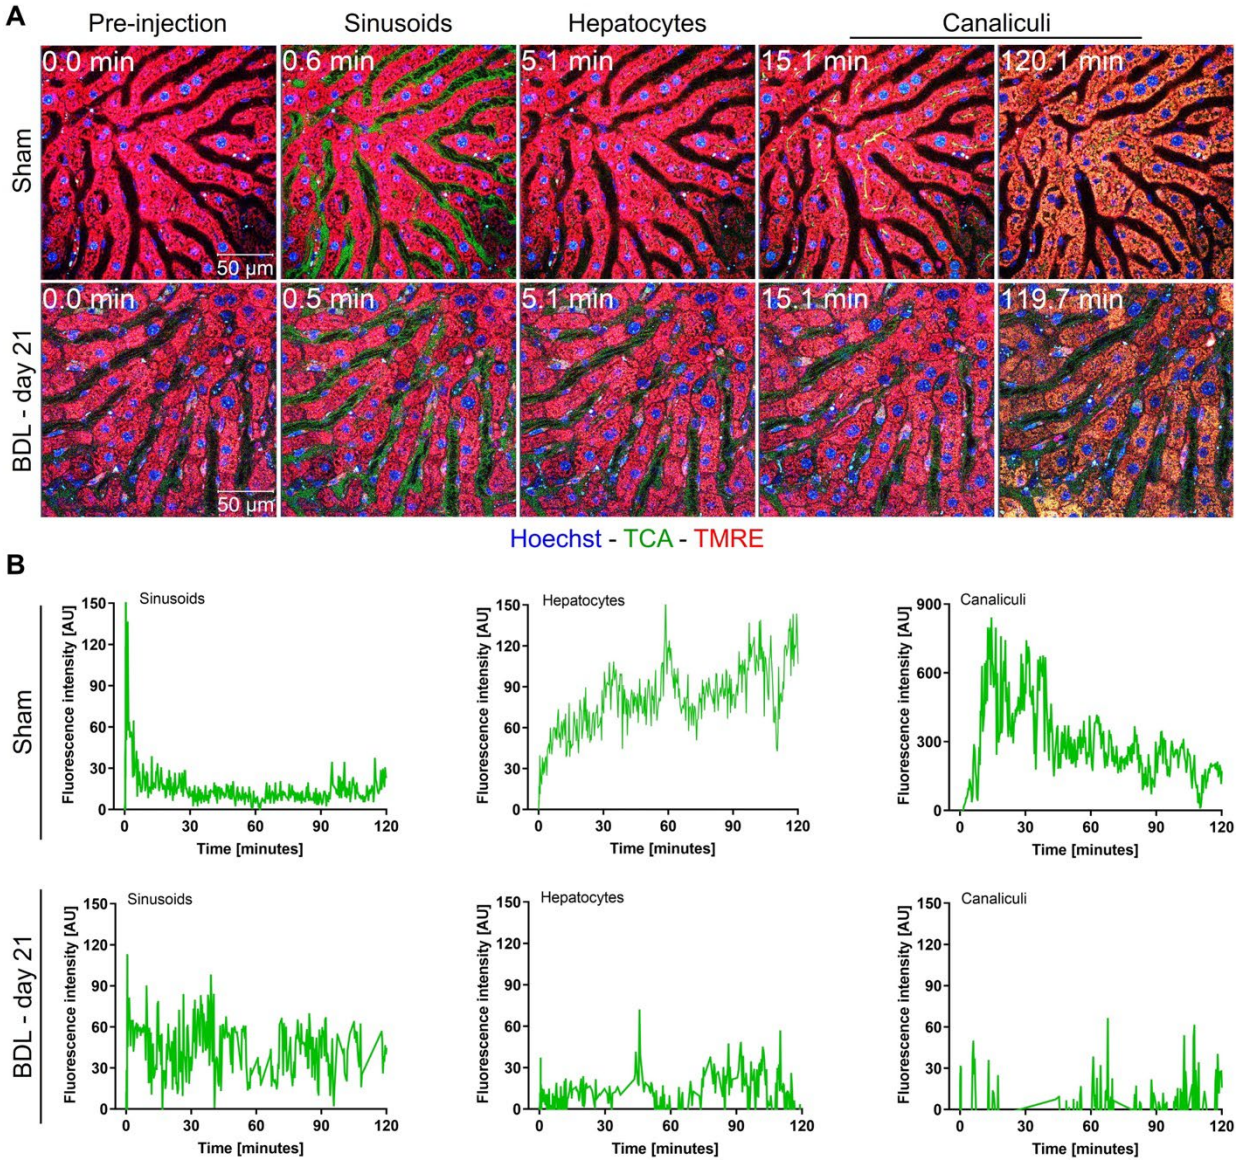 A
Pre-injection Sinusoids Hepatocytes Canaliculi
Sham
0.0 min 0.6 min 5.1 min 15.1 min 120.1 min
50 µm
BDL - day 21
0.0 min 0.5 min 5.1 min 15.1 min 119.7 min
50 µm
Hoechst - TCA - TMRE
B
Sham
Sinusoids
Fluorescence intensity [AU]
150
120
90
60
30
0
0 30 60 90 120
Time [minutes]
Hepatocytes
Fluorescence intensity [AU]
150
120
90
60
30
0
0 30 60 90 120
Time [minutes]
Canaliculi
Fluorescence intensity [AU]
900
600
300
0
0 30 60 90 120
Time [minutes]
BDL - day 21
Sinusoids
Fluorescence intensity [AU]
150
120
90
60
30
0
0 30 60 90 120
Time [minutes]
Hepatocytes
Fluorescence intensity [AU]
150
120
90
60
30
0
0 30 60 90 120
Time [minutes]
Canaliculi
Fluorescence intensity [AU]
150
120
90
60
30
0
0 30 60 90 120
Time [minutes]